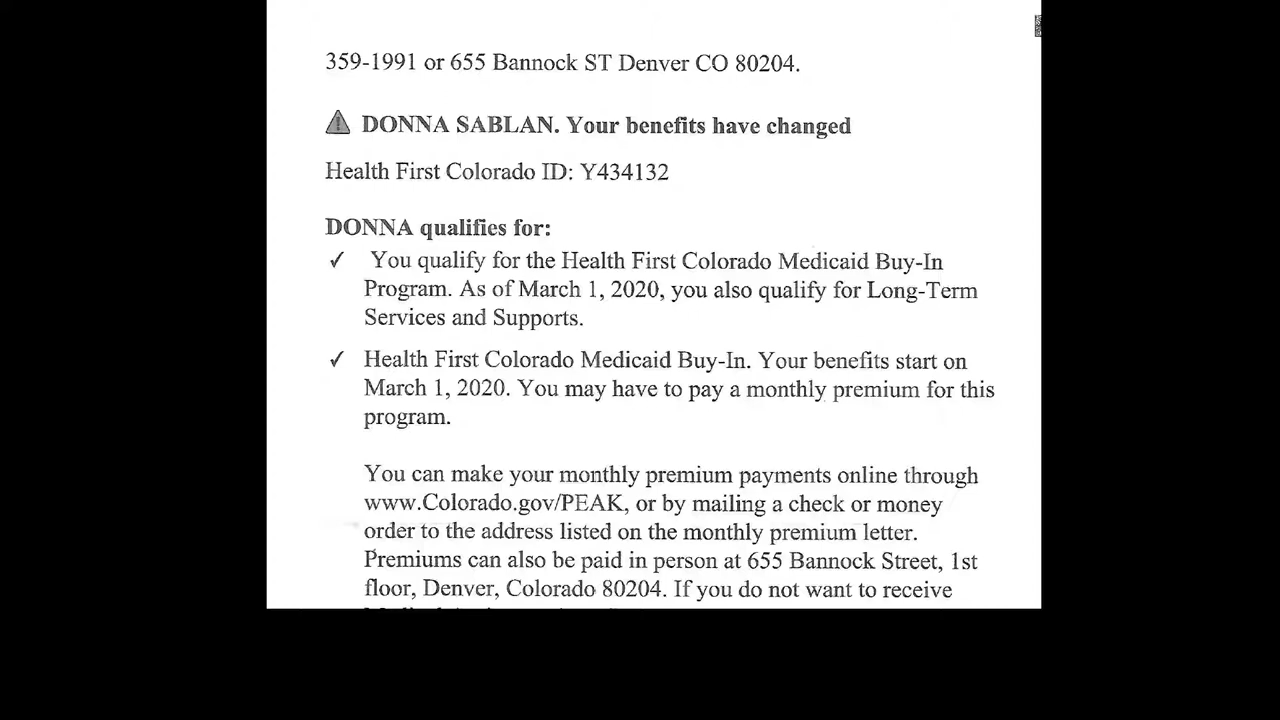 359-1991 or 655 Bannock ST Denver CO 80204.
DONNA SABLAN. Your benefits have changed
Health First Colorado ID: Y434132
DONNA qualifies for:
✓ You qualify for the Health First Colorado Medicaid Buy-In
Program. As of March 1, 2020, you also qualify for Long-Term
Services and Supports.
✓ Health First Colorado Medicaid Buy-In. Your benefits start on
March 1, 2020. You may have to pay a monthly premium for this
program.
You can make your monthly premium payments online through
www.Colorado.gov/PEAK, or by mailing a check or money
order to the address listed on the monthly premium letter.
Premiums can also be paid in person at 655 Bannock Street, 1st
floor, Denver, Colorado 80204. If you do not want to receive